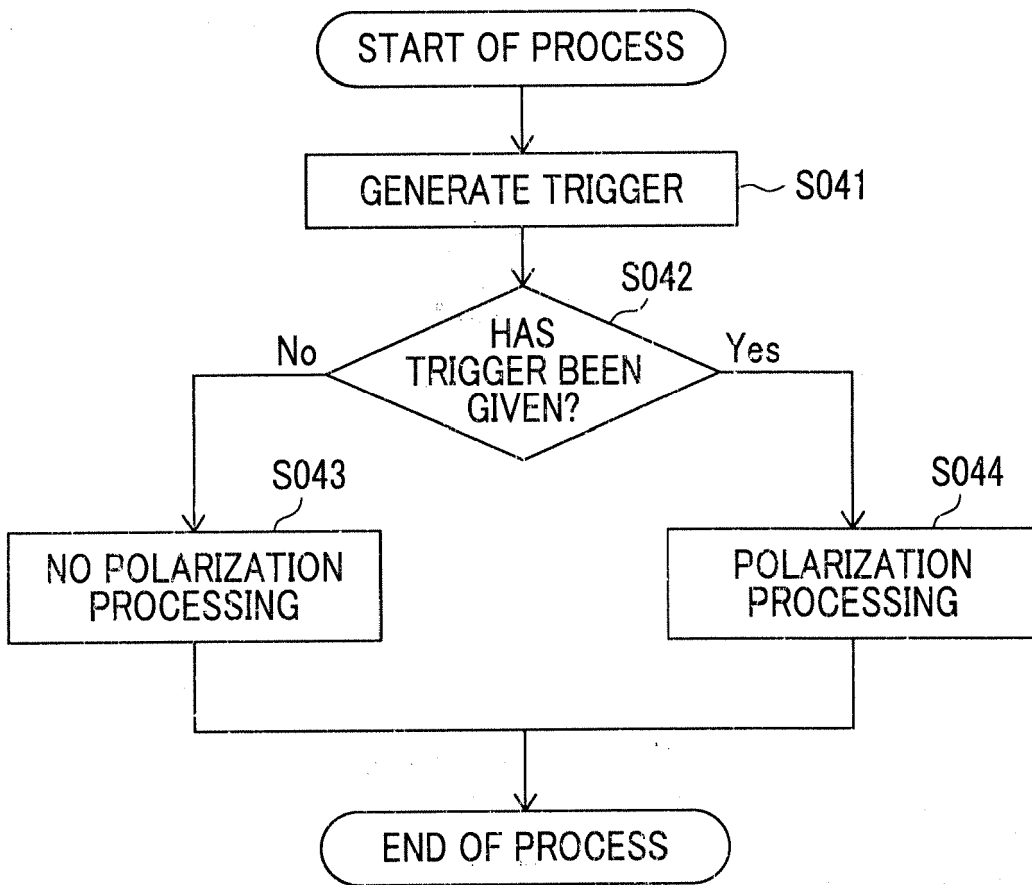 START OF PROCESS
GENERATE TRIGGER
S041
S042
HAS
TRIGGER BEEN
GIVEN?
No
Yes
S043
S044
NO POLARIZATION
PROCESSING
POLARIZATION
PROCESSING
END OF PROCESS